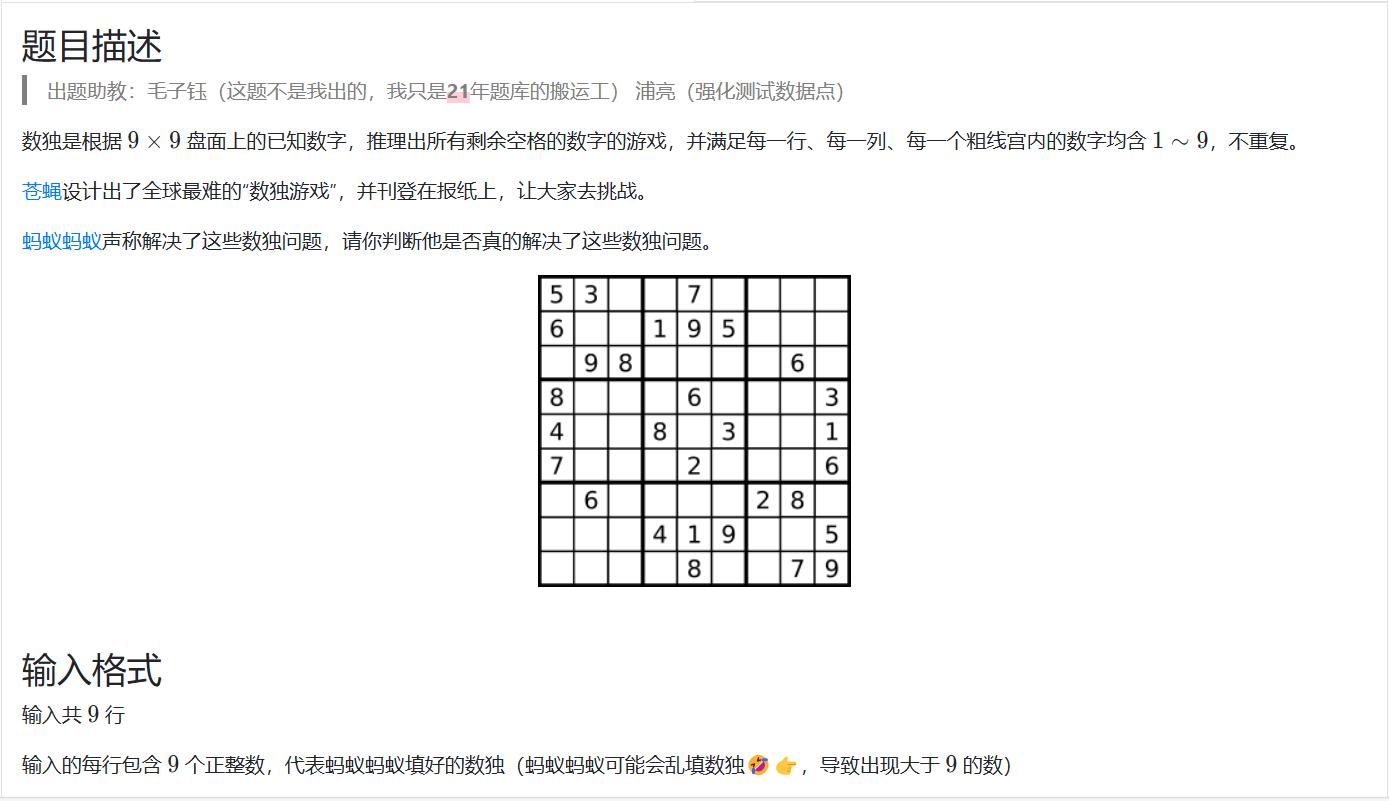 题目描述
出题助教：毛子钰（这题不是我出的，我只是21年题库的搬运工） 浦亮（强化测试数据点）
数独是根据 9 × 9 盘面上的已知数字，推理出所有剩余空格的数字的游戏，并满足每一行、每一列、每一个粗线宫内的数字均含 1 ~ 9，不重复。
苍蝇设计出了全球最难的“数独游戏”，并刊登在报纸上，让大家去挑战。
蚂蚁蚂蚁声称解决了这些数独问题，请你判断他是否真的解决了这些数独问题。
5 3 7
6 1 9 5
9 8 6
8 6 3
4 8 3 1
7 2 6
6 2 8
4 1 9 5
8 7 9
输入格式
输入共 9 行
输入的每行包含 9 个正整数，代表蚂蚁蚂蚁填好的数独（蚂蚁蚂蚁可能会乱填数独🤣👉，导致出现大于 9 的数）